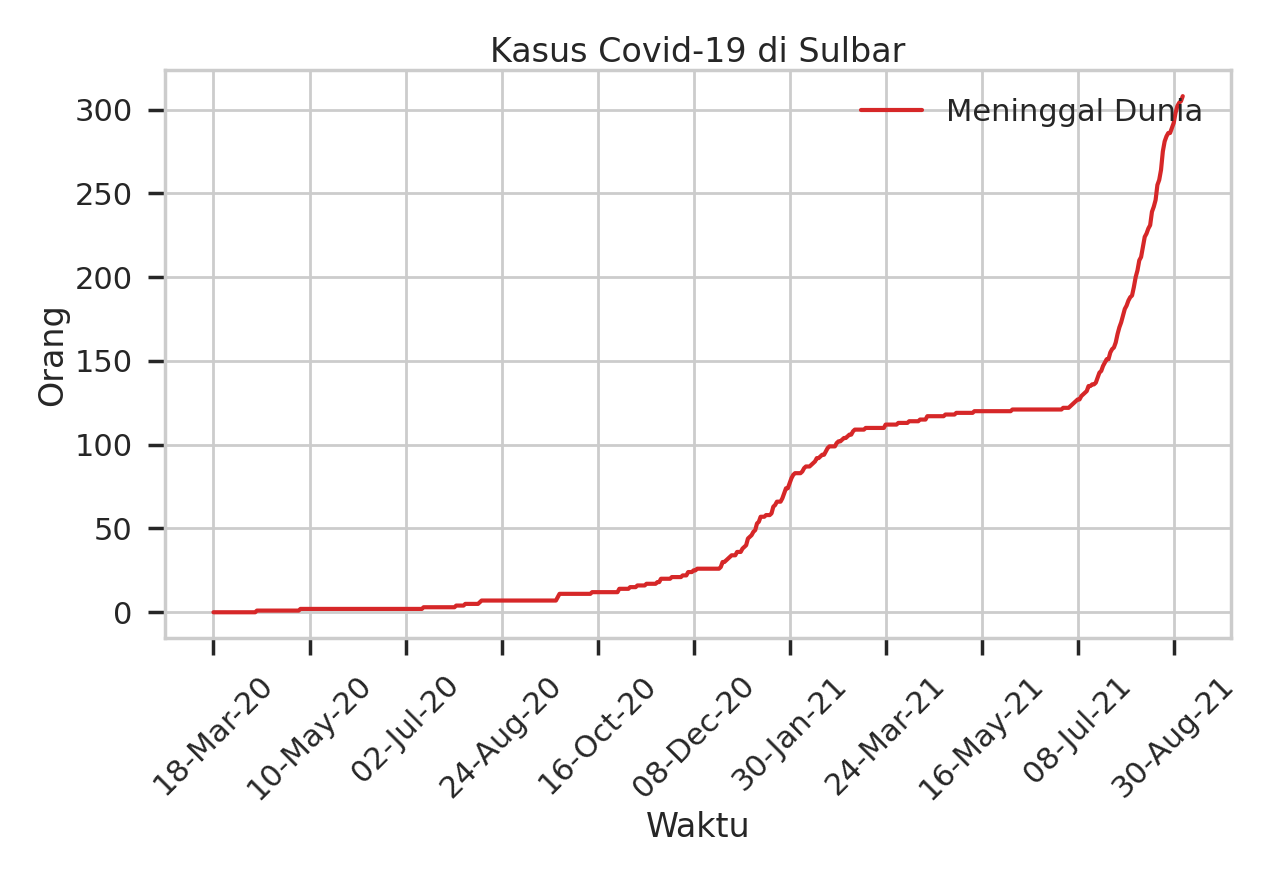 Kasus Covid-19 di Sulbar
Meninggal Dunia
Orang
300
250
200
150
100
50
0
18-Mar-20
10-May-20
02-Jul-20
24-Aug-20
16-Oct-20
08-Dec-20
30-Jan-21
24-Mar-21
16-May-21
08-Jul-21
30-Aug-21
Waktu